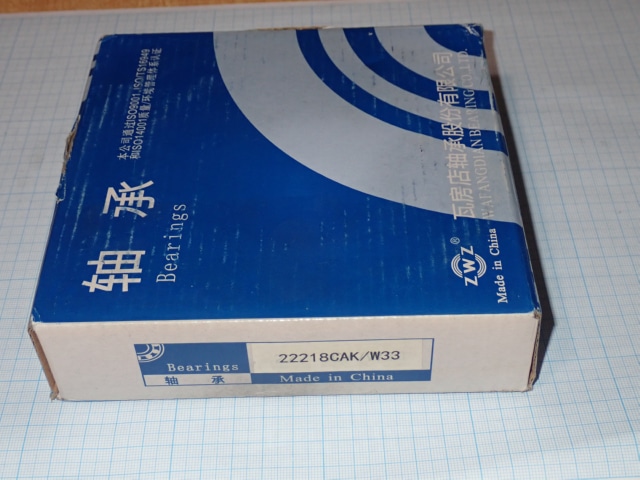 本公司通过ISO9001、ISO/TS16949
和ISO14001质量/环境管理体系认证
轴承
Bearings
瓦房店轴承股份有限公司
WAFANGDIAN BEARING CO.LTD.
ZWZ ®
Made in China
Bearings
轴 承
22218CAK/W33
Made in China